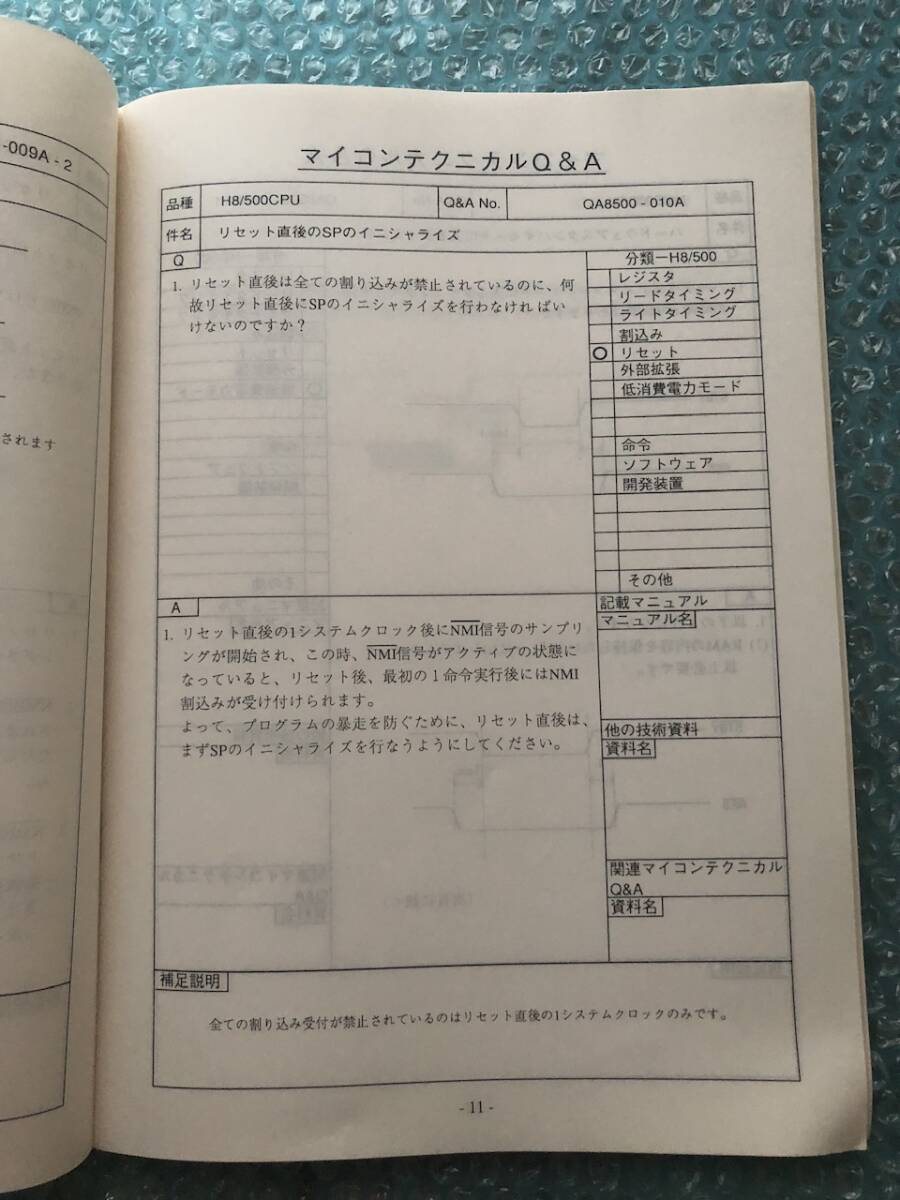 -009A - 2
されます
マイコンテクニカルQ&A
品種 H8/500CPU Q&A No. QA8500 - 010A
件名 リセット直後のSPのイニシャライズ
Q
1. リセット直後は全ての割り込みが禁止されているのに、何
故リセット直後にSPのイニシャライズを行わなければい
けないのですか？
分類－H8/500
レジスタ
リードタイミング
ライトタイミング
割込み
○ リセット
外部拡張
低消費電力モード
命令
ソフトウェア
開発装置
その他
A
1. リセット直後の1システムクロック後にNMI信号のサンプリ
ングが開始され、この時、NMI信号がアクティブの状態に
なっていると、リセット後、最初の1命令実行後にはNMI
割込みが受け付けられます。
よって、プログラムの暴走を防ぐために、リセット直後は、
まずSPのイニシャライズを行なうようにしてください。
記載マニュアル
マニュアル名
他の技術資料
資料名
関連マイコンテクニカル
Q&A
資料名
補足説明
全ての割り込み受付が禁止されているのはリセット直後の1システムクロックのみです。
- 11 -